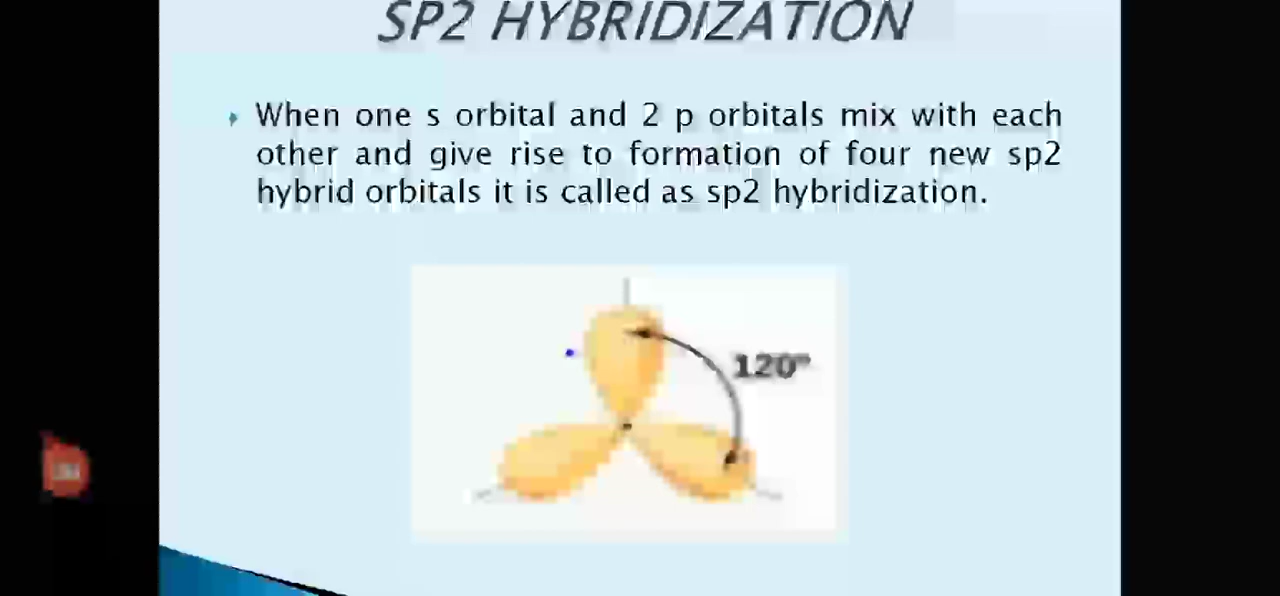 SP2 HYBRIDIZATION
When one s orbital and 2 p orbitals mix with each
other and give rise to formation of four new sp2
hybrid orbitals it is called as sp2 hybridization.
120°